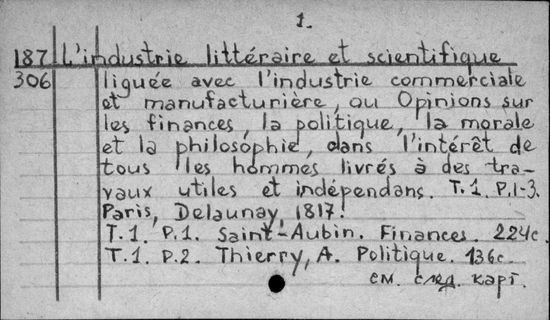 1.
187 L'industrie littéraire et scientifique
306 liguée avec l'industrie commerciale
et manufacturière, ou Opinions sur
les finances, la politique, la morale
et la philosophie, dans l'intérêt de
tous les hommes livrés à des tra-
vaux utiles et indépendans. T.1. P.1-3.
Paris, Delaunay, 1817.
T.1. P.1. Saint-Aubin. Finances. 224c.
T.1. P.2. Thierry, A. Politique. 136c.
см. след. карт.